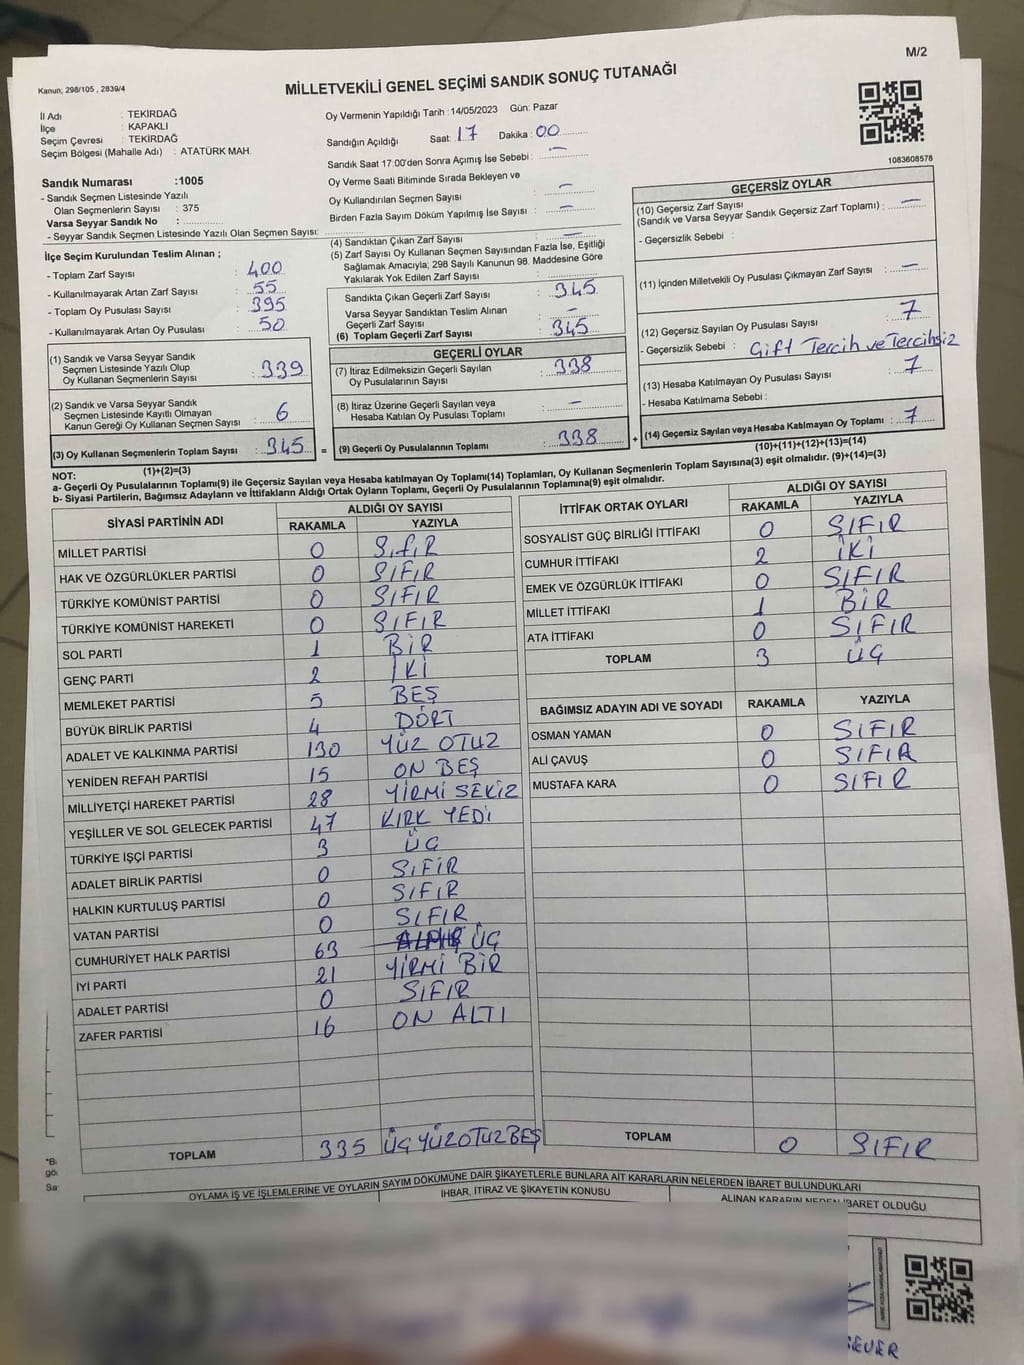 M/2
Kanun, 298/105 , 2839/4
MİLLETVEKİLİ GENEL SEÇİMİ SANDIK SONUÇ TUTANAĞI
İl Adı : TEKİRDAĞ
İlçe : KAPAKLI
Seçim Çevresi : TEKİRDAĞ
Seçim Bölgesi (Mahalle Adı) : ATATÜRK MAH.
Oy Vermenin Yapıldığı Tarih : 14/05/2023 Gün: Pazar
Sandığın Açıldığı Saat: 17 Dakika : 00
Sandık Saat 17:00'den Sonra Açımış İse Sebebi : –
Oy Verme Saati Bitiminde Sırada Bekleyen ve
Oy Kullandırılan Seçmen Sayısı : –
Birden Fazla Sayım Döküm Yapılmış İse Sayısı : –
1083608578
Sandık Numarası :1005
- Sandık Seçmen Listesinde Yazılı
Olan Seçmenlerin Sayısı : 375
Varsa Seyyar Sandık No :
- Seyyar Sandık Seçmen Listesinde Yazılı Olan Seçmen Sayısı:
İlçe Seçim Kurulundan Teslim Alınan ;
- Toplam Zarf Sayısı : 400
- Kullanılmayarak Artan Zarf Sayısı : 55
- Toplam Oy Pusulası Sayısı : 395
- Kullanılmayarak Artan Oy Pusulası : 50
(1) Sandık ve Varsa Seyyar Sandık
Seçmen Listesinde Yazılı Olup
Oy Kullanan Seçmenlerin Sayısı : 339
(2) Sandık ve Varsa Seyyar Sandık
Seçmen Listesinde Kayıtlı Olmayan
Kanun Gereği Oy Kullanan Seçmen Sayısı : 6
(3) Oy Kullanan Seçmenlerin Toplam Sayısı : 345
(1)+(2)=(3)
(4) Sandıktan Çıkan Zarf Sayısı : –
(5) Zarf Sayısı Oy Kullanan Seçmen Sayısından Fazla İse, Eşitliği
Sağlamak Amacıyla; 298 Sayılı Kanunun 98. Maddesine Göre
Yakılarak Yok Edilen Zarf Sayısı :
Sandıkta Çıkan Geçerli Zarf Sayısı : 345
Varsa Seyyar Sandıktan Teslim Alınan
Geçerli Zarf Sayısı : –
(6) Toplam Geçerli Zarf Sayısı : 345
GEÇERLİ OYLAR
(7) İtiraz Edilmeksizin Geçerli Sayılan
Oy Pusulalarının Sayısı : 338
(8) İtiraz Üzerine Geçerli Sayılan veya
Hesaba Katılan Oy Pusulası Toplamı : –
= (9) Geçerli Oy Pusulalarının Toplamı : 338 +
GEÇERSİZ OYLAR
(10) Geçersiz Zarf Sayısı
(Sandık ve Varsa Seyyar Sandık Geçersiz Zarf Toplamı) : –
- Geçersizlik Sebebi :
(11) İçinden Milletvekili Oy Pusulası Çıkmayan Zarf Sayısı : –
(12) Geçersiz Sayılan Oy Pusulası Sayısı : 7
- Geçersizlik Sebebi : Çift Tercih ve Tercihsiz
(13) Hesaba Katılmayan Oy Pusulası Sayısı : 7
- Hesaba Katılmama Sebebi :
(14) Geçersiz Sayılan veya Hesaba Katılmayan Oy Toplamı : 7
(10)+(11)+(12)+(13)=(14)
NOT:
a- Geçerli Oy Pusulalarının Toplamı(9) ile Geçersiz Sayılan veya Hesaba katılmayan Oy Toplamı(14) Toplamları, Oy Kullanan Seçmenlerin Toplam Sayısına(3) eşit olmalıdır. (9)+(14)=(3)
b- Siyasi Partilerin, Bağımsız Adayların ve İttifakların Aldığı Ortak Oyların Toplamı, Geçerli Oy Pusulalarının Toplamına(9) eşit olmalıdır.
SİYASİ PARTİNİN ADI ALDIĞI OY SAYISI
RAKAMLA YAZIYLA
MİLLET PARTİSİ 0 SıfıR
HAK VE ÖZGÜRLÜKLER PARTİSİ 0 SIFIR
TÜRKİYE KOMÜNİST PARTİSİ 0 SIFIR
TÜRKİYE KOMÜNİST HAREKETİ 0 SIFIR
SOL PARTİ 1 BİR
GENÇ PARTİ 2 İKİ
MEMLEKET PARTİSİ 5 BEŞ
BÜYÜK BİRLİK PARTİSİ 4 DÖRT
ADALET VE KALKINMA PARTİSİ 130 YÜZ OTUZ
YENİDEN REFAH PARTİSİ 15 ON BEŞ
MİLLİYETÇİ HAREKET PARTİSİ 28 YİRMİ SEKİZ
YEŞİLLER VE SOL GELECEK PARTİSİ 47 KIRK YEDİ
TÜRKİYE İŞÇİ PARTİSİ 3 ÜÇ
ADALET BİRLİK PARTİSİ 0 SIFIR
HALKIN KURTULUŞ PARTİSİ 0 SIFIR
VATAN PARTİSİ 0 SIFIR
CUMHURİYET HALK PARTİSİ 63 ÜÇ
İYİ PARTİ 21 YİRMİ BİR
ADALET PARTİSİ 0 SIFIR
ZAFER PARTİSİ 16 ON ALTI
TOPLAM 335 ÜÇ YÜZ OTUZ BEŞ
İTTİFAK ORTAK OYLARI ALDIĞI OY SAYISI
RAKAMLA YAZIYLA
SOSYALİST GÜÇ BİRLİĞİ İTTİFAKI 0 SIFIR
CUMHUR İTTİFAKI 2 İKİ
EMEK VE ÖZGÜRLÜK İTTİFAKI 0 SIFIR
MİLLET İTTİFAKI 1 BİR
ATA İTTİFAKI 0 SIFIR
TOPLAM 3 ÜÇ
BAĞIMSIZ ADAYIN ADI VE SOYADI RAKAMLA YAZIYLA
OSMAN YAMAN 0 SIFIR
ALİ ÇAVUŞ 0 SIFIR
MUSTAFA KARA 0 SIFIR
TOPLAM 0 SIFIR
OYLAMA İŞ VE İŞLEMLERİNE VE OYLARIN SAYIM DÖKÜMÜNE DAİR ŞİKAYETLERLE BUNLARA AİT KARARLARIN NELERDEN İBARET BULUNDUKLARI
İHBAR, İTİRAZ VE ŞİKAYETİN KONUSU
ALINAN KARARIN NEDEN İBARET OLDUĞU